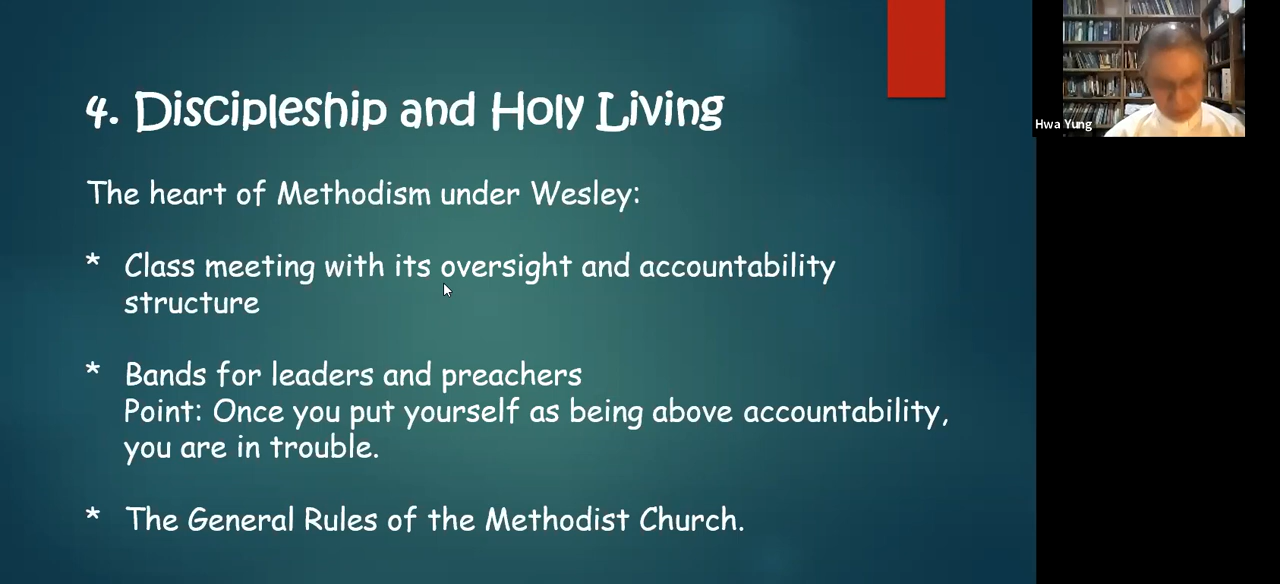 4. Discipleship and Holy Living
Hwa Yung
The heart of Methodism under Wesley:
* Class meeting with its oversight and accountability
structure
* Bands for leaders and preachers
Point: Once you put yourself as being above accountability,
you are in trouble.
* The General Rules of the Methodist Church.